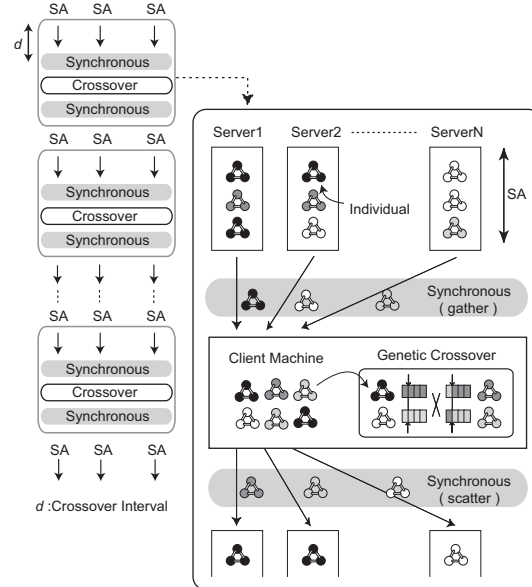 SA SA SA
d
Synchronous
Crossover
Synchronous
SA SA SA
Synchronous
Crossover
Synchronous
SA SA SA
Synchronous
Crossover
Synchronous
SA SA SA
d :Crossover Interval
Server1 Server2 ServerN
Individual
SA
Synchronous
( gather )
Client Machine Genetic Crossover
Synchronous
( scatter )